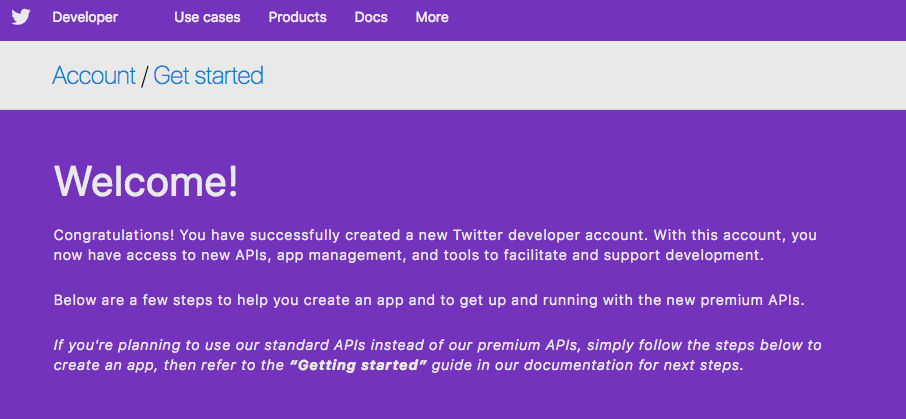 Developer Use cases Products Docs More
Account / Get started
Welcome!
Congratulations! You have successfully created a new Twitter developer account. With this account, you
now have access to new APIs, app management, and tools to facilitate and support development.
Below are a few steps to help you create an app and to get up and running with the new premium APIs.
If you're planning to use our standard APIs instead of our premium APIs, simply follow the steps below to
create an app, then refer to the “Getting started” guide in our documentation for next steps.